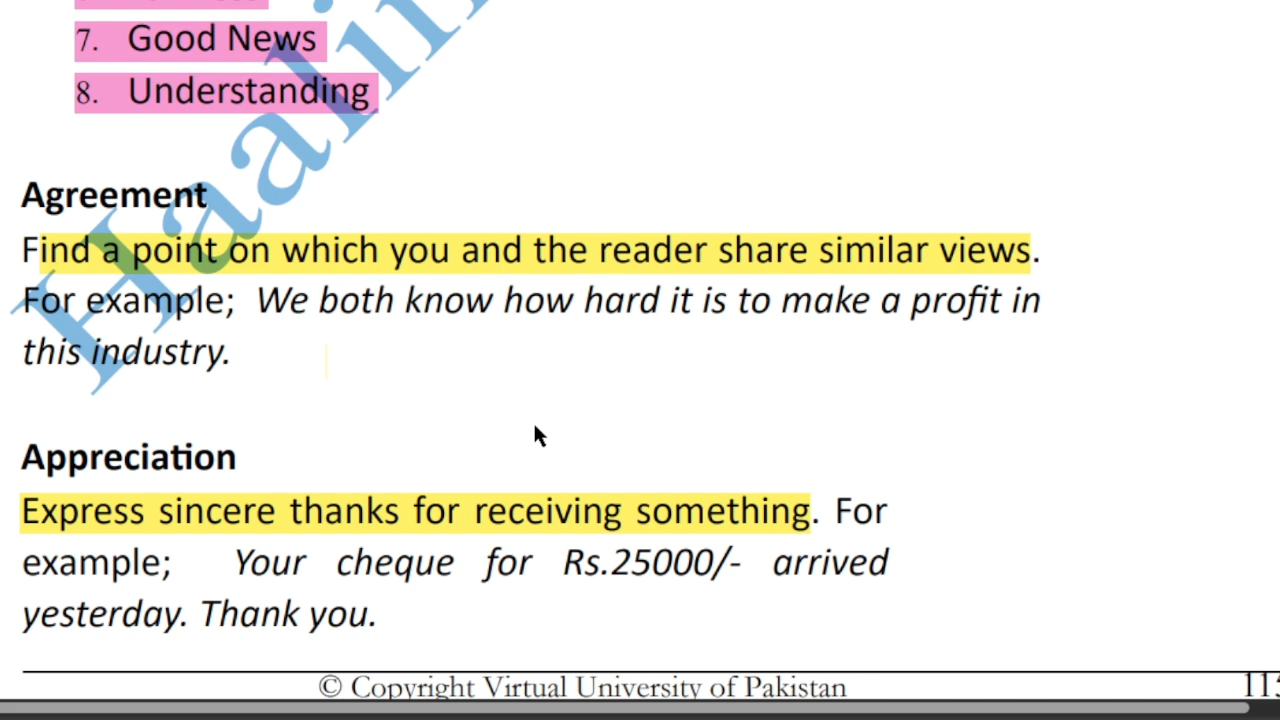 7. Good News
8. Understanding
Agreement
Find a point on which you and the reader share similar views.
For example; We both know how hard it is to make a profit in
this industry.
Appreciation
Express sincere thanks for receiving something. For
example; Your cheque for Rs.25000/- arrived
yesterday. Thank you.
© Copyright Virtual University of Pakistan